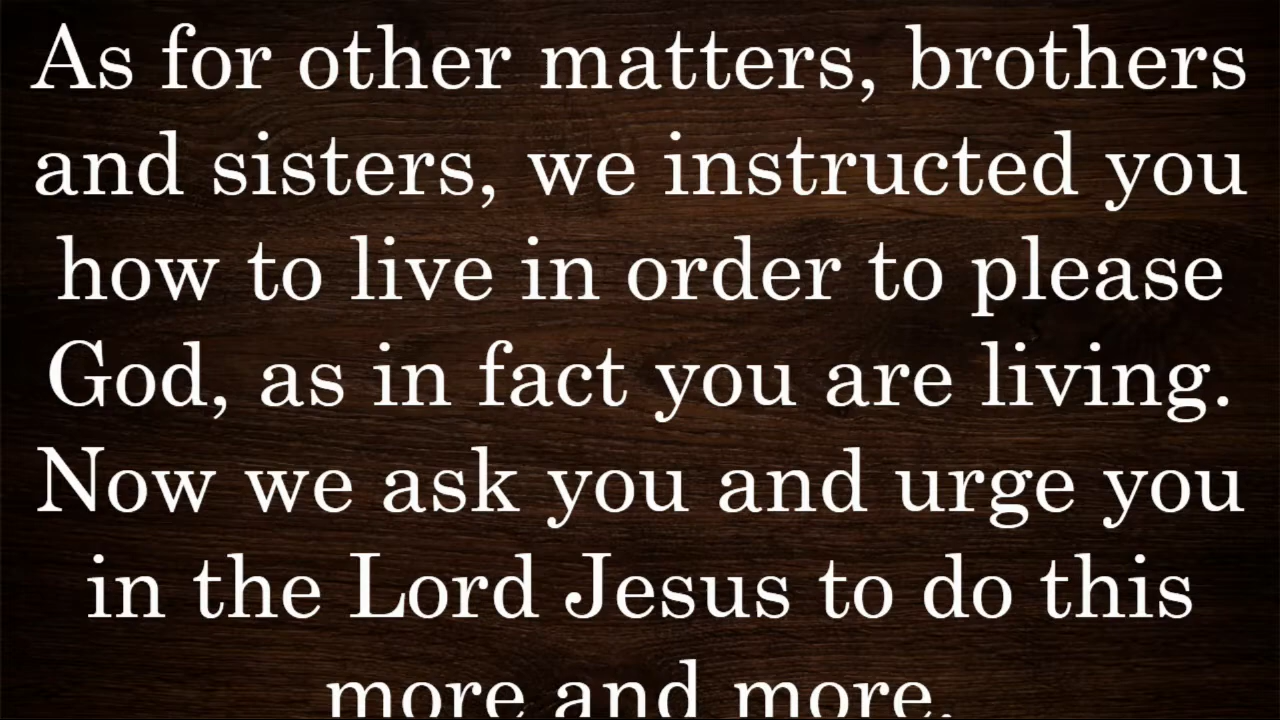 As for other matters, brothers
and sisters, we instructed you
how to live in order to please
God, as in fact you are living.
Now we ask you and urge you
in the Lord Jesus to do this
more and more.